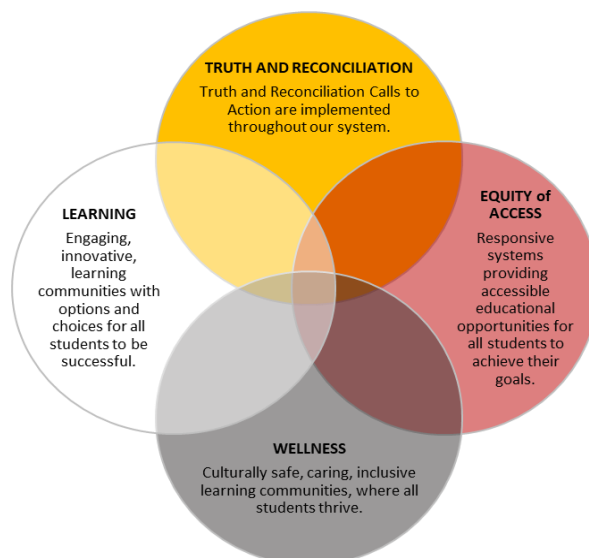 TRUTH AND RECONCILIATION
Truth and Reconciliation Calls to
Action are implemented
throughout our system.
LEARNING
Engaging,
innovative,
learning
communities with
options and
choices for all
students to be
successful.
EQUITY of
ACCESS
Responsive
systems
providing
accessible
educational
opportunities for
all students to
achieve their
goals.
WELLNESS
Culturally safe, caring, inclusive
learning communities, where all
students thrive.